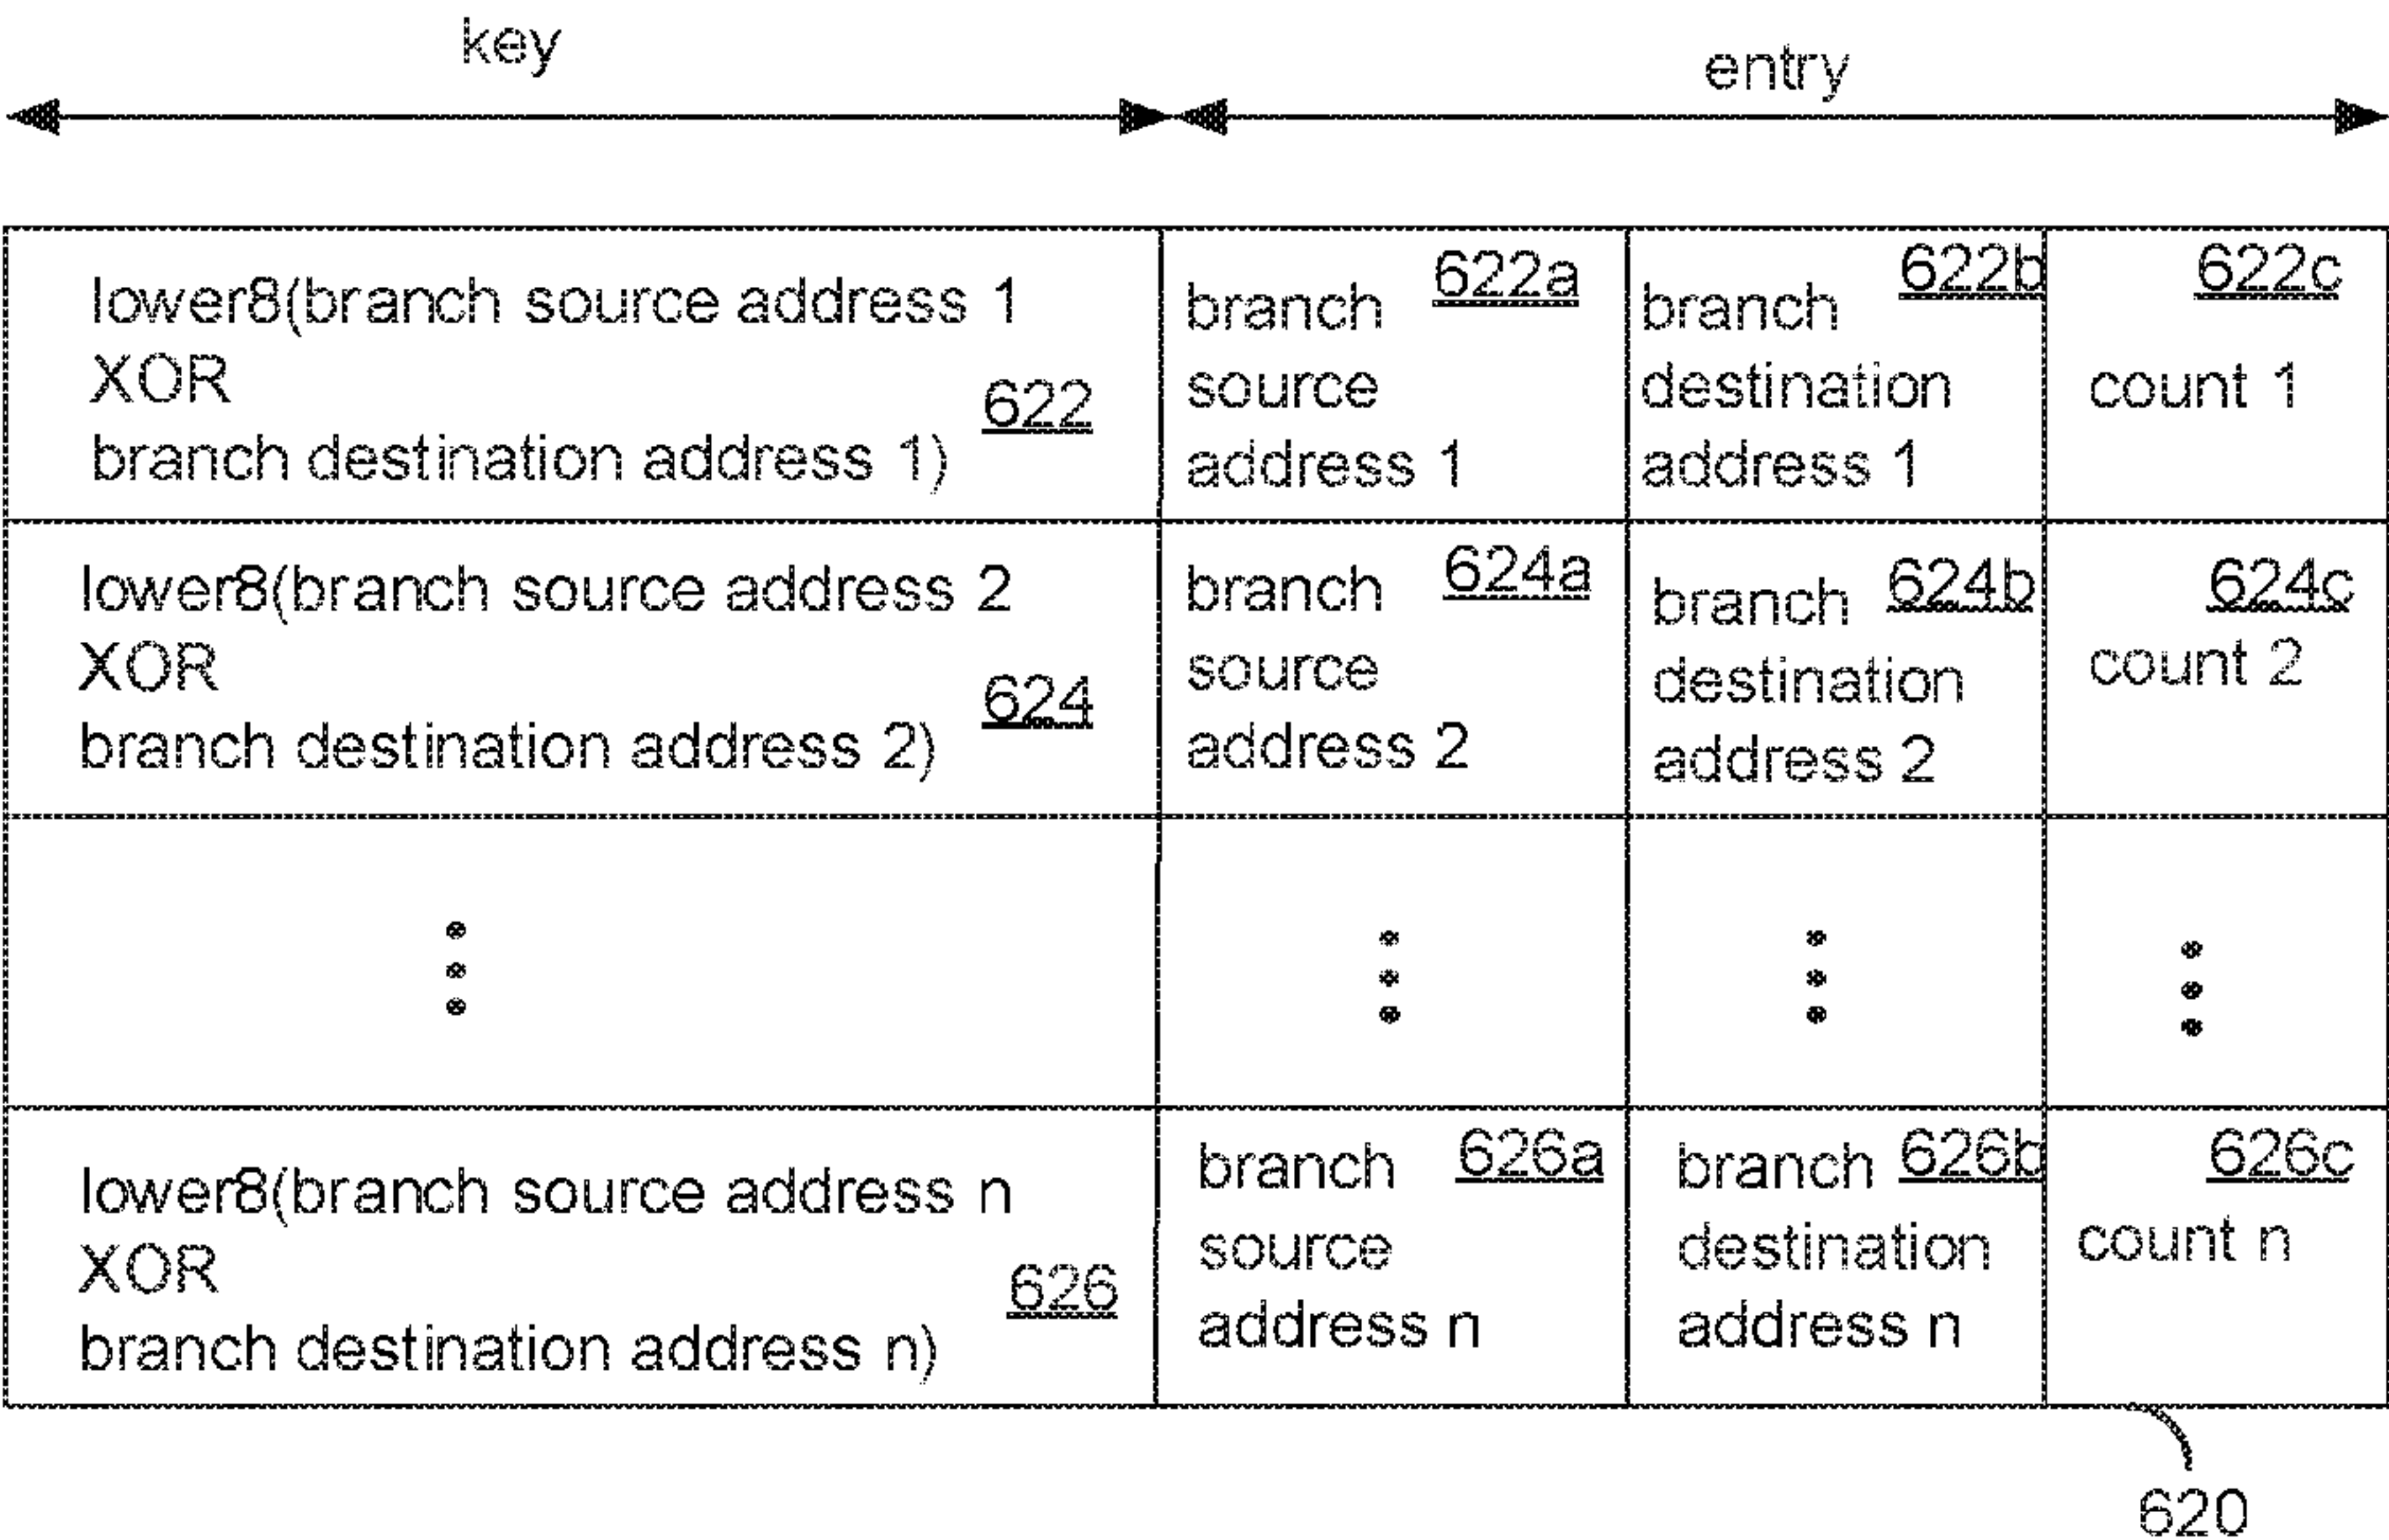 key
entry
lower8(branch source address 1
XOR
branch destination address 1)
622
branch
source
address 1
622a
branch
destination
address 1
622b
622c
count 1
lower8(branch source address 2
XOR
branch destination address 2)
624
branch
source
address 2
624a
branch
destination
address 2
624b
624c
count 2
lower8(branch source address n
XOR
branch destination address n)
626
branch
source
address n
626a
branch
destination
address n
626b
626c
count n
620